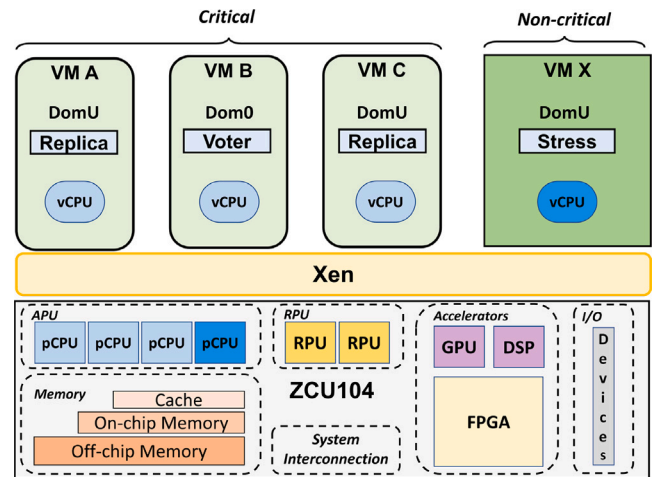 Critical
Non-critical
VM A
VM B
VM C
VM X
DomU
Dom0
DomU
DomU
Replica
Voter
Replica
Stress
vCPU
vCPU
vCPU
vCPU
Xen
APU
RPU
Accelerators
I/O
pCPU
pCPU
pCPU
pCPU
RPU
RPU
GPU
DSP
Devices
Memory
Cache
On-chip Memory
Off-chip Memory
ZCU104
System
Interconnection
FPGA